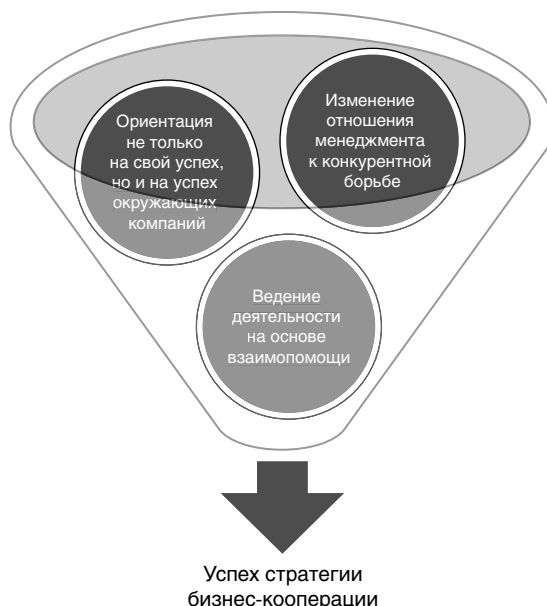 Ориентация
не только
на свой успех,
но и на успех
окружающих
компаний
Изменение
отношения
менеджмента
к конкурентной
борьбе
Ведение
деятельности
на основе
взаимопомощи
Успех стратегии
бизнес-кооперации